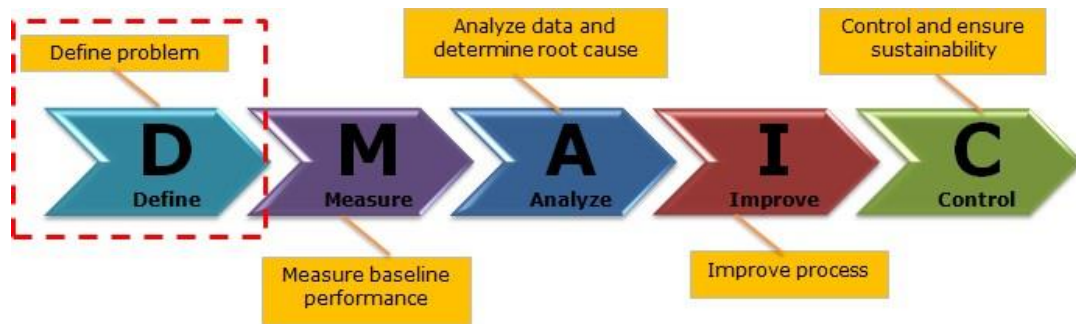 Define problem
Analyze data and
determine root cause
Control and ensure
sustainability
D
Define
M
Measure
A
Analyze
I
Improve
C
Control
Measure baseline
performance
Improve process